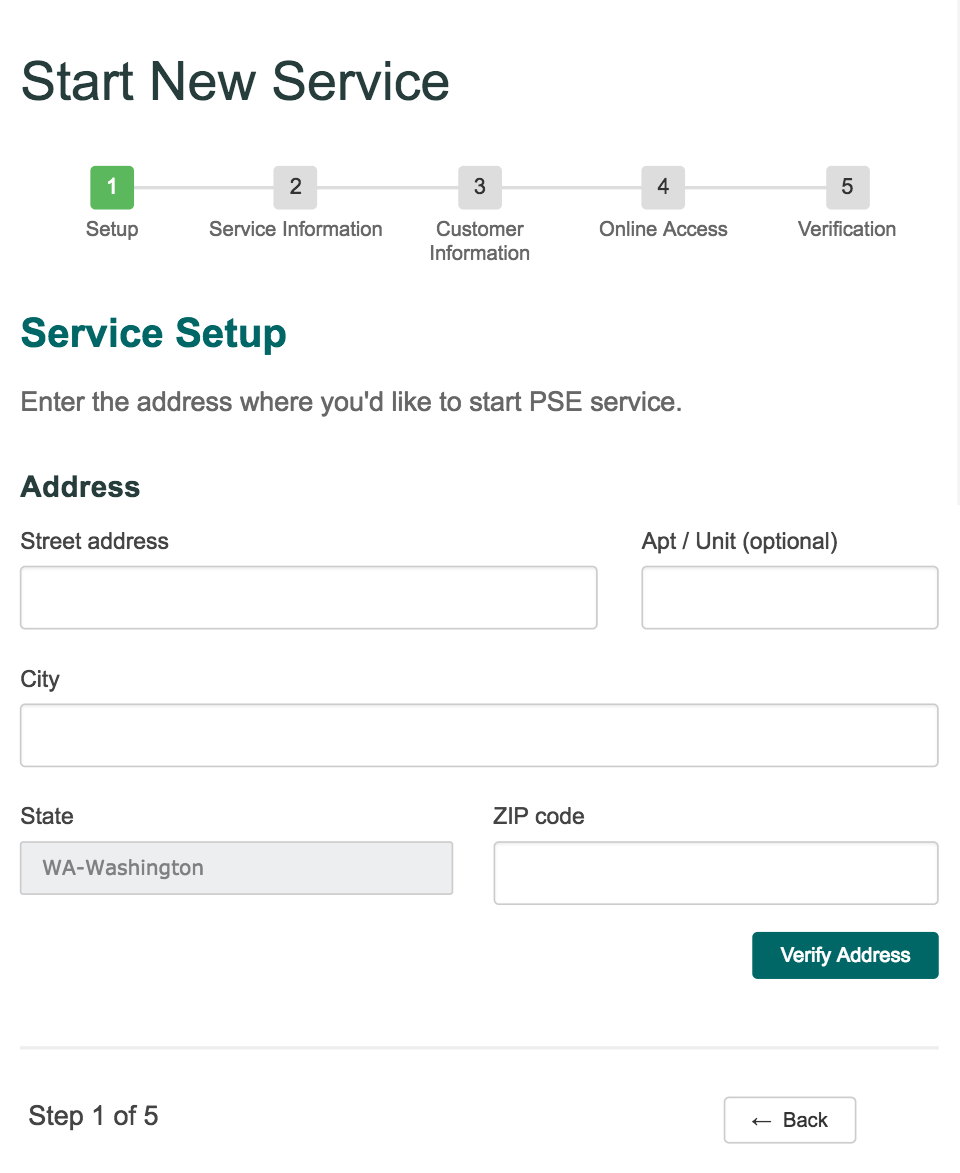 Start New Service
1 2 3 4 5
Setup Service Information Customer Information Online Access Verification
Service Setup
Enter the address where you'd like to start PSE service.
Address
Street address Apt / Unit (optional)
City
State ZIP code
WA-Washington
Verify Address
Step 1 of 5 ← Back